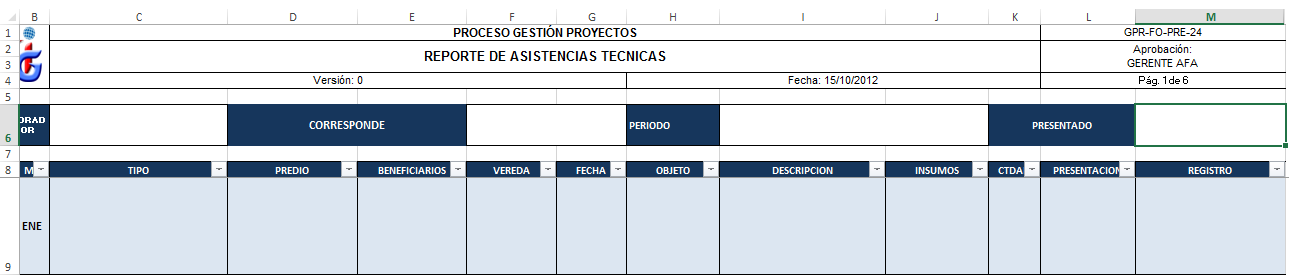 B C D E F G H I J K L M
1 PROCESO GESTIÓN PROYECTOS GPR-FO-PRE-24
2 REPORTE DE ASISTENCIAS TECNICAS Aprobación:
3 GERENTE AFA
4 Versión: 0 Fecha: 15/10/2012 Pág. 1 de 6
5
ORAD
OR CORRESPONDE PERIODO PRESENTADO
6
7
8 M TIPO PREDIO BENEFICIARIOS VEREDA FECHA OBJETO DESCRIPCION INSUMOS CTDA PRESENTACION REGISTRO
ENE
9